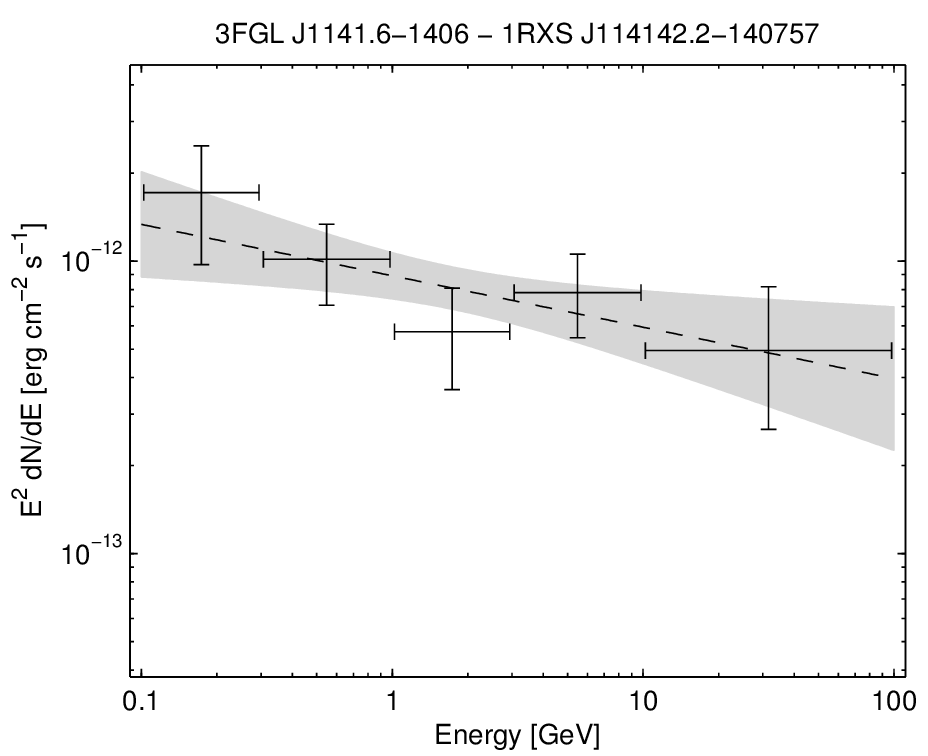 3FGL J1141.6−1406 − 1RXS J114142.2−140757
E² dN/dE [erg cm⁻² s⁻¹]
10⁻¹²
10⁻¹³
0.1 1 10 100
Energy [GeV]